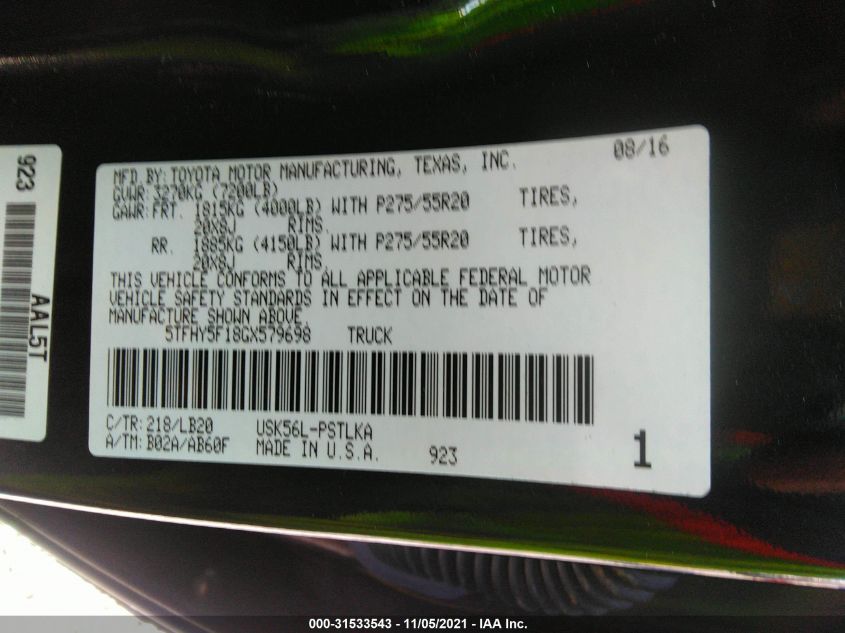 MFD.BY: TOYOTA MOTOR MANUFACTURING, TEXAS, INC. 08/16
GVWR: 3270KG (7200LB)
GAWR: FRT. 1815KG (4000LB) WITH P275/55R20 TIRES,
20X8J RIMS.
RR. 1885KG (4150LB) WITH P275/55R20 TIRES,
20X8J RIMS
THIS VEHICLE CONFORMS TO ALL APPLICABLE FEDERAL MOTOR
VEHICLE SAFETY STANDARDS IN EFFECT ON THE DATE OF
MANUFACTURE SHOWN ABOVE.
5TFHY5F18GX579698 TRUCK
C/TR: 218/LB20 USK56L-PSTLKA
A/TM: B02A/AB60F MADE IN U.S.A. 923 1
923
AAL5T
000-31533543 - 11/05/2021 - IAA Inc.